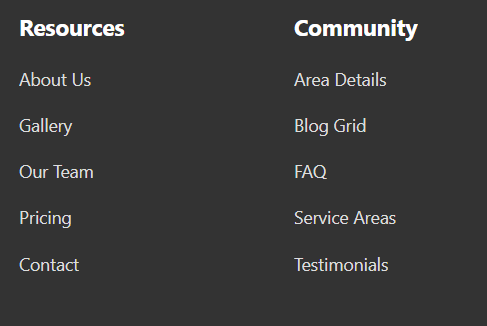 Resources
About Us
Gallery
Our Team
Pricing
Contact
Community
Area Details
Blog Grid
FAQ
Service Areas
Testimonials